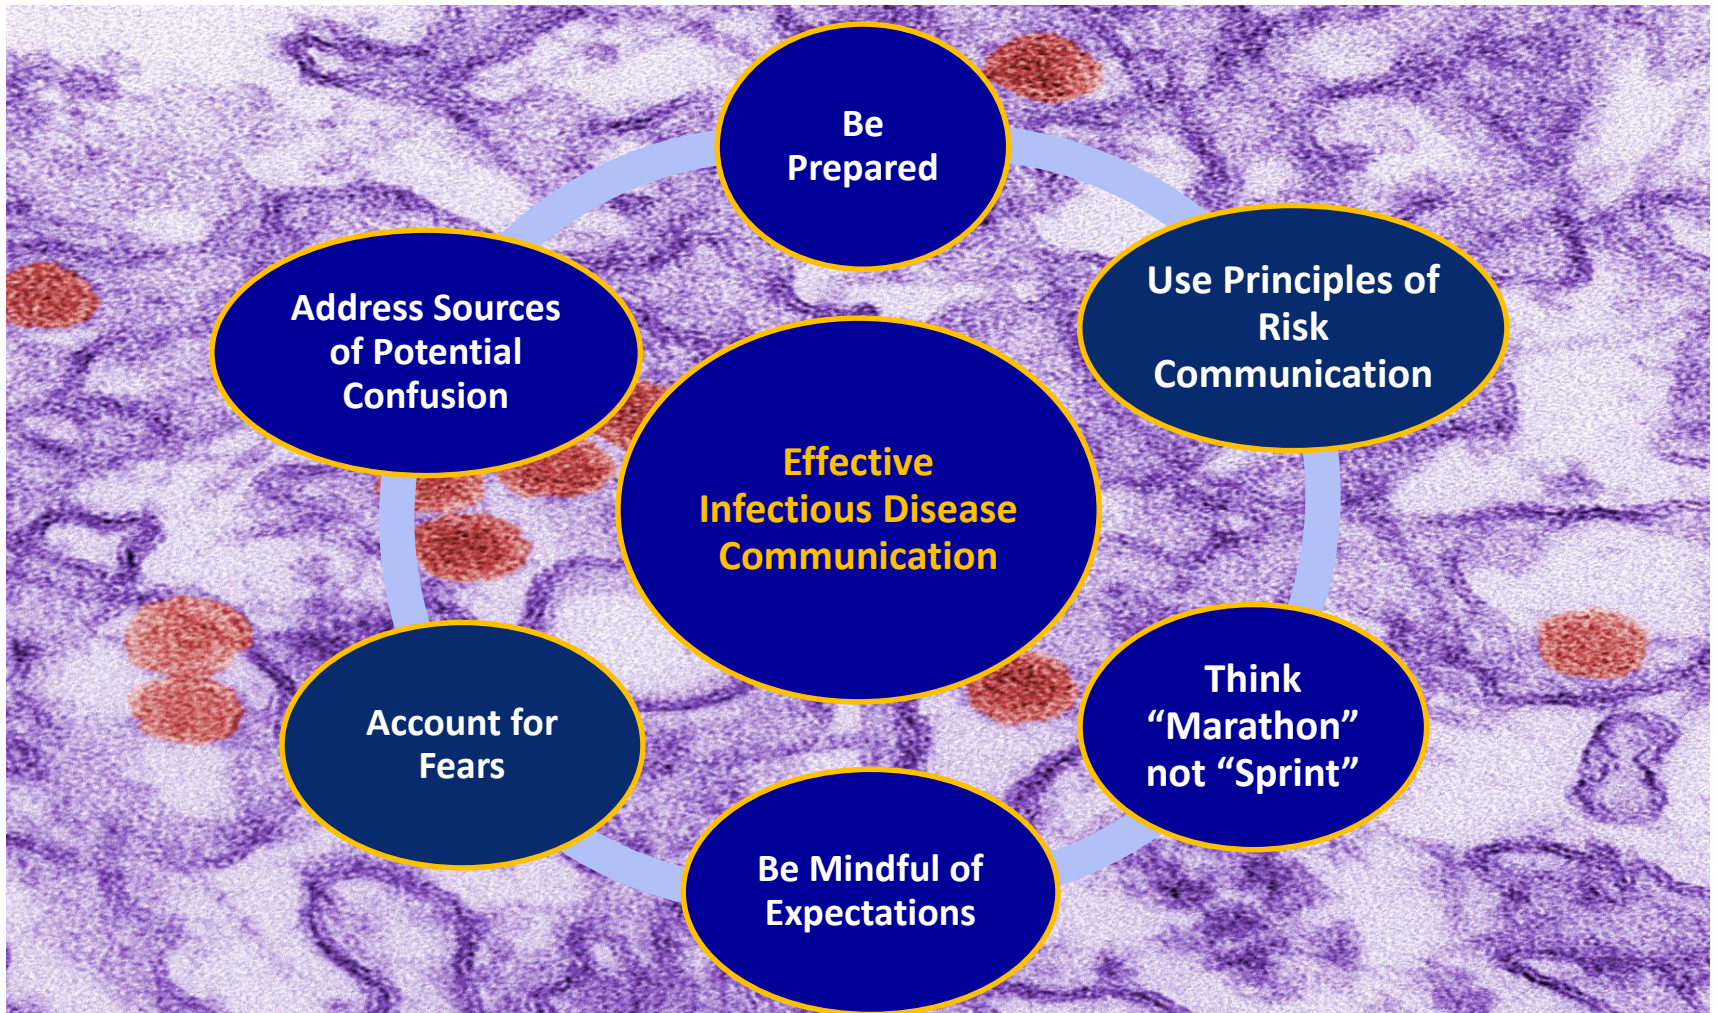 Be
Prepared
Use Principles of
Risk
Communication
Address Sources
of Potential
Confusion
Effective
Infectious Disease
Communication
Think
“Marathon”
not “Sprint”
Account for
Fears
Be Mindful of
Expectations